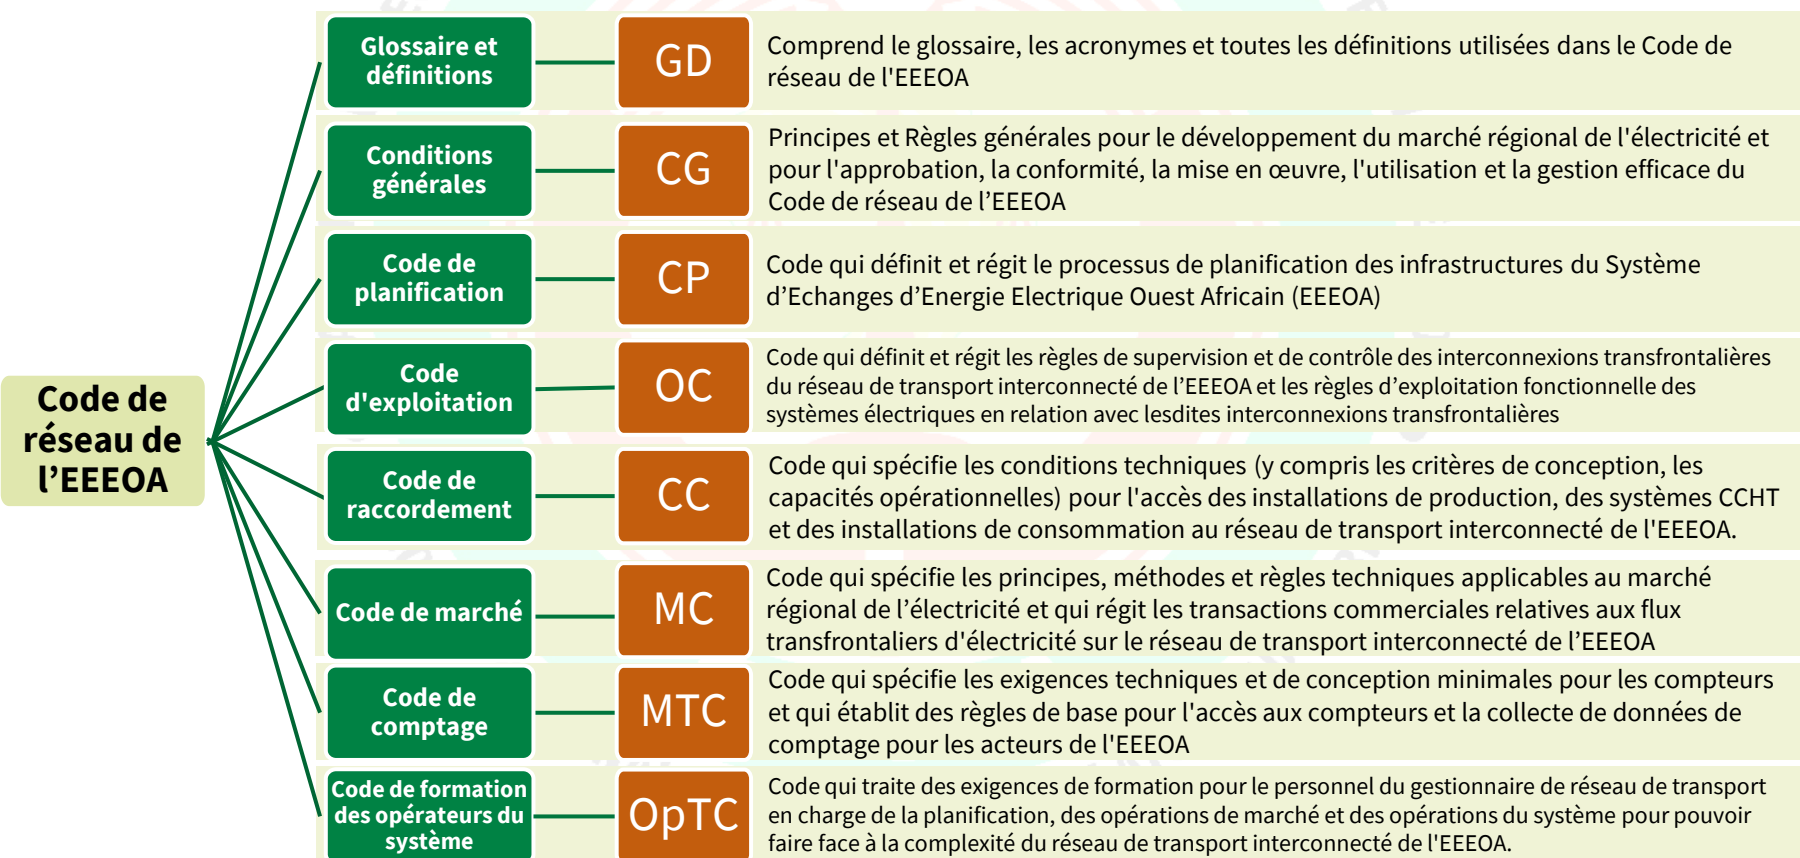 Code de
réseau de
l’EEEOA
Glossaire et
définitions
GD
Comprend le glossaire, les acronymes et toutes les définitions utilisées dans le Code de
réseau de l'EEEOA
Conditions
générales
CG
Principes et Règles générales pour le développement du marché régional de l'électricité et
pour l'approbation, la conformité, la mise en œuvre, l'utilisation et la gestion efficace du
Code de réseau de l’EEEOA
Code de
planification
CP
Code qui définit et régit le processus de planification des infrastructures du Système
d’Echanges d’Energie Electrique Ouest Africain (EEEOA)
Code
d'exploitation
OC
Code qui définit et régit les règles de supervision et de contrôle des interconnexions transfrontalières
du réseau de transport interconnecté de l’EEEOA et les règles d’exploitation fonctionnelle des
systèmes électriques en relation avec lesdites interconnexions transfrontalières
Code de
raccordement
CC
Code qui spécifie les conditions techniques (y compris les critères de conception, les
capacités opérationnelles) pour l'accès des installations de production, des systèmes CCHT
et des installations de consommation au réseau de transport interconnecté de l'EEEOA.
Code de marché
MC
Code qui spécifie les principes, méthodes et règles techniques applicables au marché
régional de l’électricité et qui régit les transactions commerciales relatives aux flux
transfrontaliers d'électricité sur le réseau de transport interconnecté de l’EEEOA
Code de
comptage
MTC
Code qui spécifie les exigences techniques et de conception minimales pour les compteurs
et qui établit des règles de base pour l'accès aux compteurs et la collecte de données de
comptage pour les acteurs de l'EEEOA
Code de formation
des opérateurs du
système
OpTC
Code qui traite des exigences de formation pour le personnel du gestionnaire de réseau de transport
en charge de la planification, des opérations de marché et des opérations du système pour pouvoir
faire face à la complexité du réseau de transport interconnecté de l'EEEOA.